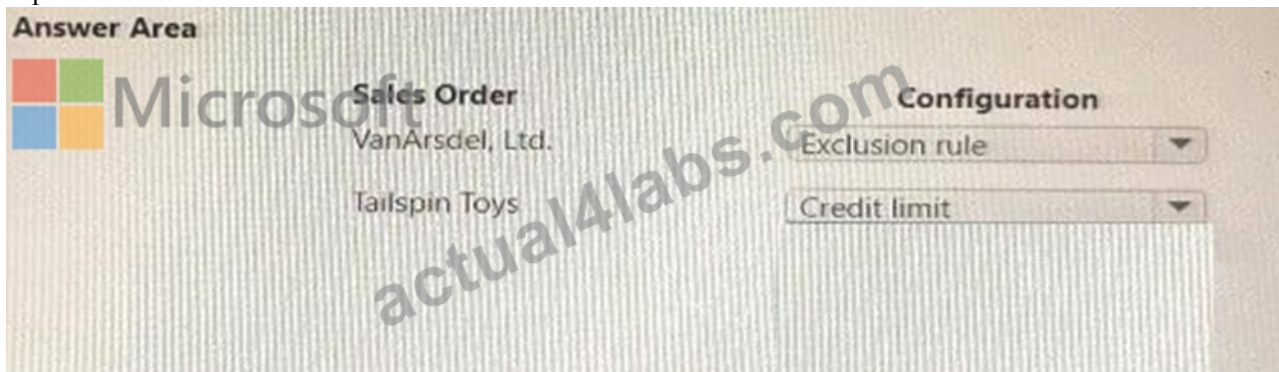 Answer Area
Microsoft
Sales Order
Configuration
VanArsdel, Ltd.
Exclusion rule
Tailspin Toys
Credit limit
actual4labs.com